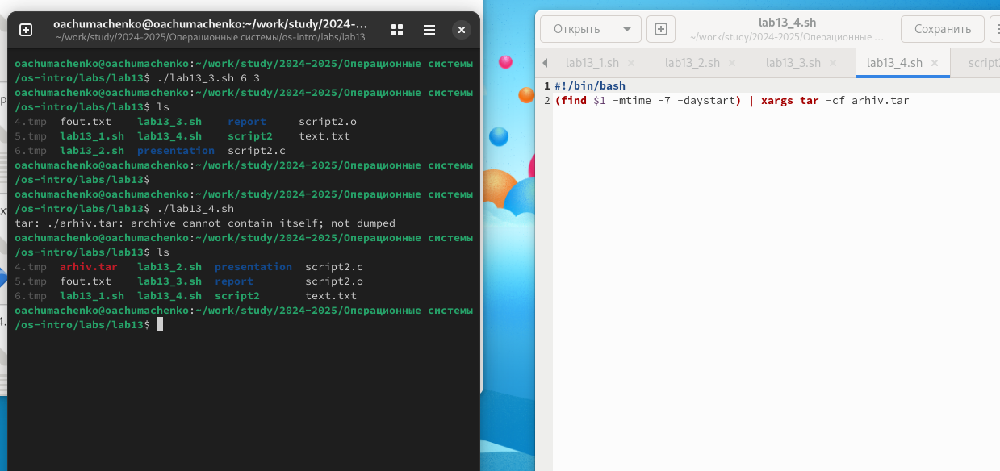 oachumachenko@oachumachenko:~/work/study/2024-...
~/work/study/2024-2025/Операционные системы/os-intro/labs/lab13
oachumachenko@oachumachenko:~/work/study/2024-2025/Операционные системы
/os-intro/labs/lab13$ ./lab13_3.sh 6 3
oachumachenko@oachumachenko:~/work/study/2024-2025/Операционные системы
/os-intro/labs/lab13$ ls
4.tmp  fout.txt    lab13_3.sh    report     script2.o
5.tmp  lab13_1.sh  lab13_4.sh    script2    text.txt
6.tmp  lab13_2.sh  presentation  script2.c
oachumachenko@oachumachenko:~/work/study/2024-2025/Операционные системы
/os-intro/labs/lab13$
oachumachenko@oachumachenko:~/work/study/2024-2025/Операционные системы
/os-intro/labs/lab13$ ./lab13_4.sh
tar: ./arhiv.tar: archive cannot contain itself; not dumped
oachumachenko@oachumachenko:~/work/study/2024-2025/Операционные системы
/os-intro/labs/lab13$ ls
4.tmp  arhiv.tar   lab13_2.sh  presentation  script2.c
5.tmp  fout.txt    lab13_3.sh  report        script2.o
6.tmp  lab13_1.sh  lab13_4.sh  script2       text.txt
oachumachenko@oachumachenko:~/work/study/2024-2025/Операционные системы
/os-intro/labs/lab13$
Открыть
lab13_4.sh
~/work/study/2024-2025/Операционные ...
Сохранить
lab13_1.sh lab13_2.sh lab13_3.sh lab13_4.sh script
1 #!/bin/bash
2 (find $1 -mtime -7 -daystart) | xargs tar -cf arhiv.tar